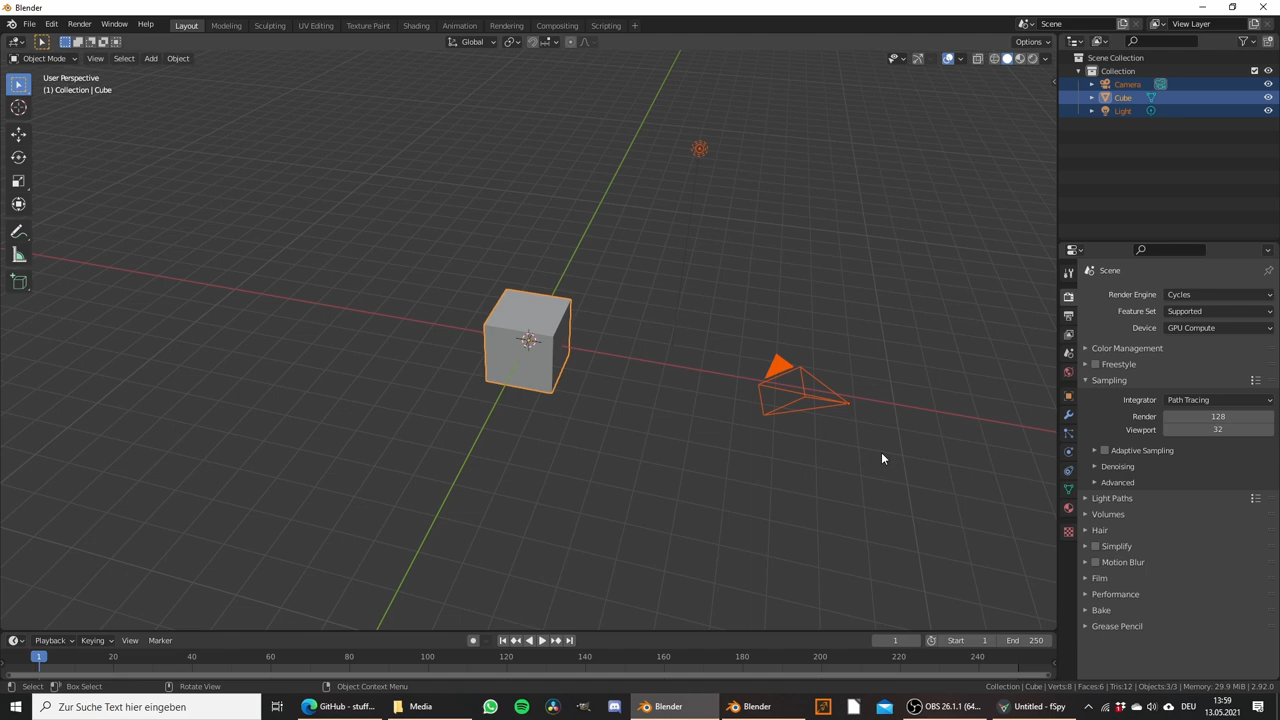 Blender
File Edit Render Window Help Layout Modeling Sculpting UV Editing Texture Paint Shading Animation Rendering Compositing Scripting + Scene View Layer
Global Options
Object Mode View Select Add Object
User Perspective
(1) Collection | Cube
Scene Collection
Collection
Camera
Cube
Light
Scene
Render Engine Cycles
Feature Set Supported
Device GPU Compute
Color Management
Freestyle
Sampling
Integrator Path Tracing
Render 128
Viewport 32
Adaptive Sampling
Denoising
Advanced
Light Paths
Volumes
Hair
Simplify
Motion Blur
Film
Performance
Bake
Grease Pencil
Playback Keying View Marker 1 Start 1 End 250
1 20 40 60 80 100 120 140 160 180 200 220 240
Select Box Select Rotate View Object Context Menu Collection | Cube | Verts:8 | Faces:6 | Tris:12 | Objects:3/3 | Memory: 29.9 MiB | 2.92.0
Zur Suche Text hier eingeben GitHub - stuff... Media Blender Blender OBS 26.1.1 (64... Untitled - fSpy DEU 13:59
13.05.2021